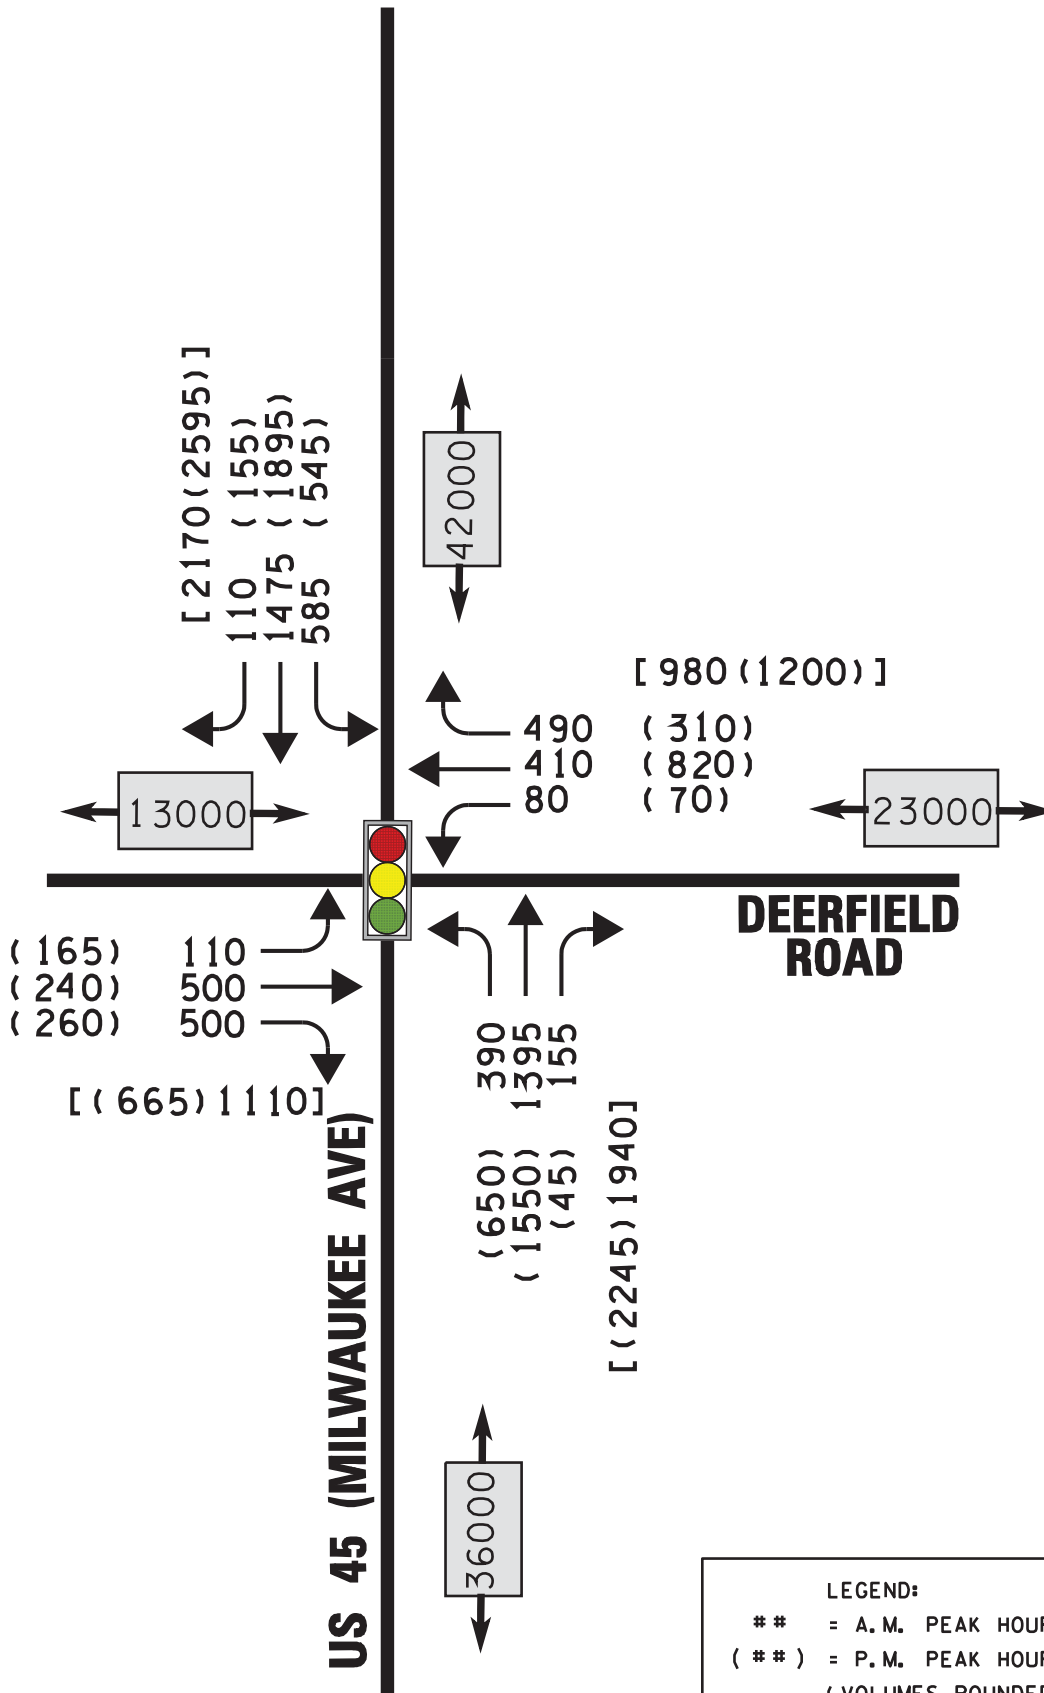 [2170(2595)]
110 (155)
1475 (1895)
585 (545)
42000
[980(1200)]
490 (310)
410 (820)
80 (70)
13000
23000
DEERFIELD
ROAD
(165) 110
(240) 500
(260) 500
[(665)1110]
(650) 390
(1550) 1395
(45) 155
[(2245)1940]
US 45 (MILWAUKEE AVE)
36000
LEGEND:
## = A.M. PEAK HOUR
(##) = P.M. PEAK HOUR
(VOLUMES ROUNDED